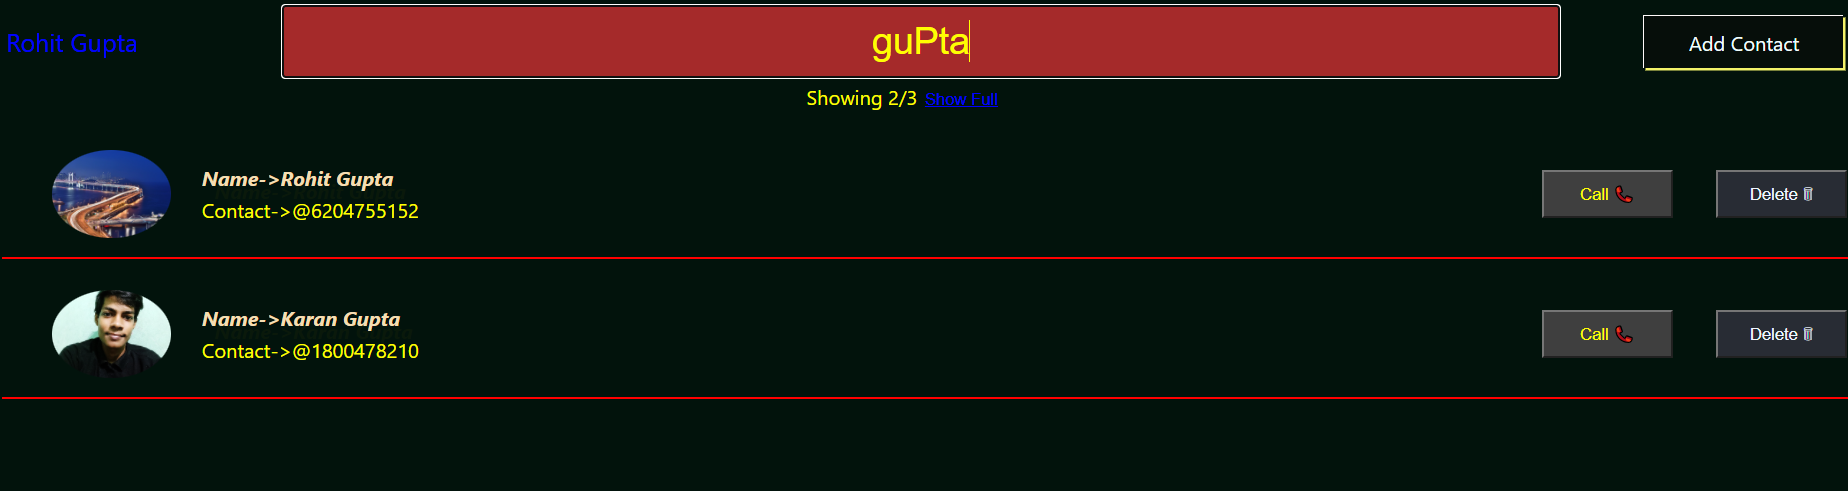 Rohit Gupta
guPta
Add Contact
Showing 2/3 Show Full
Name->Rohit Gupta
Contact->@6204755152
Call
Delete
Name->Karan Gupta
Contact->@1800478210
Call
Delete